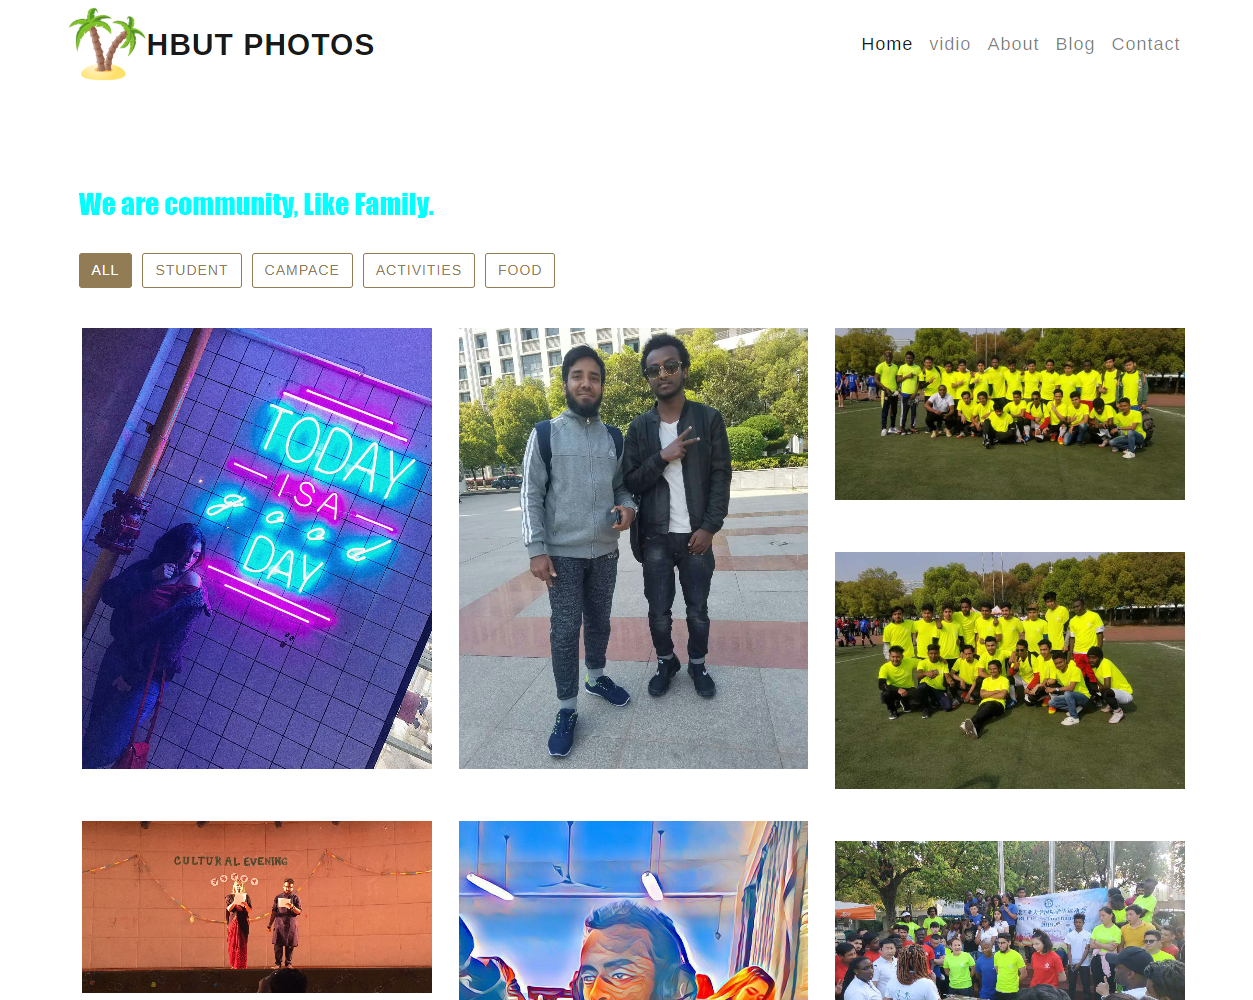 HBUT PHOTOS
Home vidio About Blog Contact
We are community, Like Family.
ALL STUDENT CAMPACE ACTIVITIES FOOD
TODAY
IS A
good
DAY
CULTURAL EVENING